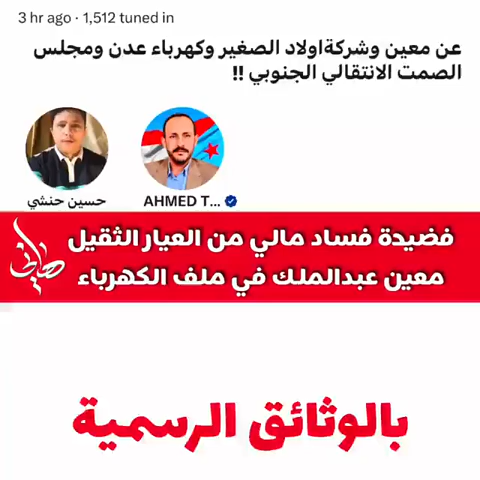 3 hr ago · 1,512 tuned in
عن معين وشركةاولاد الصغير وكهرباء عدن ومجلس
الصمت الانتقالي الجنوبي !!
حسين حنشي
AHMED T...
فضيحة فساد مالي من العيار الثقيل
معين عبدالملك في ملف الكهرباء
بالوثائق الرسمية